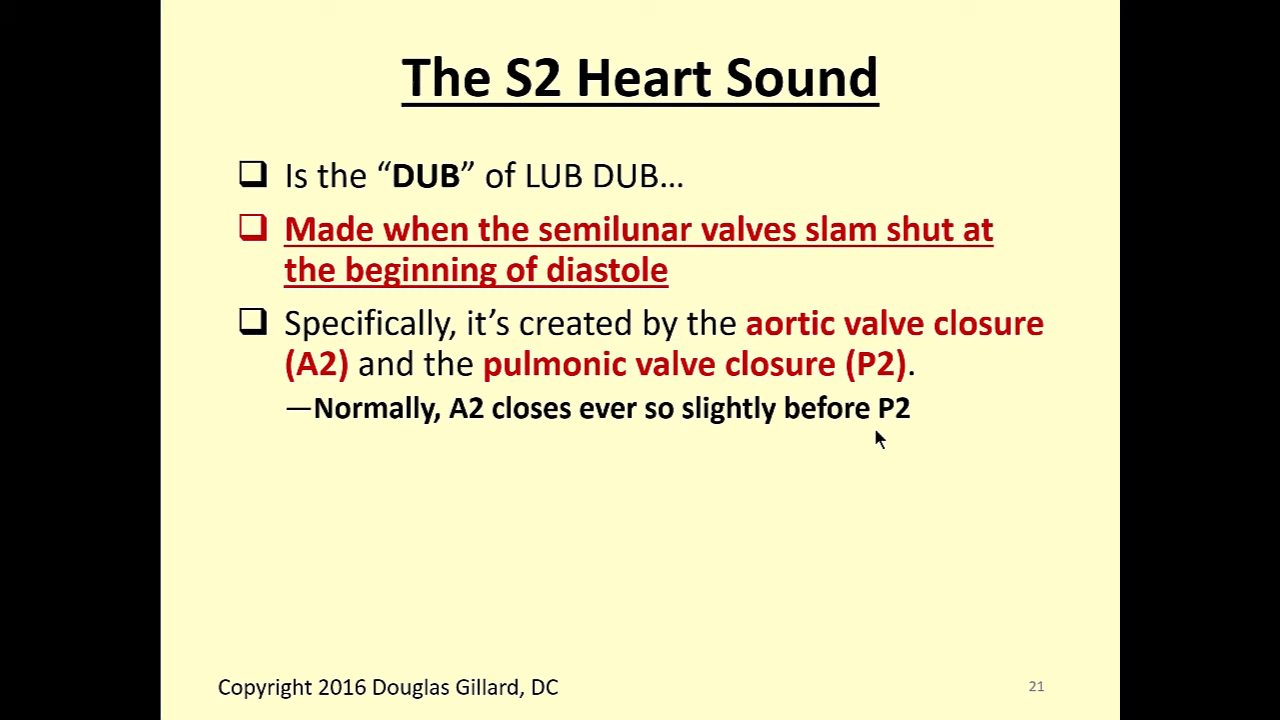 The S2 Heart Sound
Is the “DUB” of LUB DUB…
Made when the semilunar valves slam shut at
the beginning of diastole
Specifically, it’s created by the aortic valve closure
(A2) and the pulmonic valve closure (P2).
—Normally, A2 closes ever so slightly before P2
Copyright 2016 Douglas Gillard, DC
21